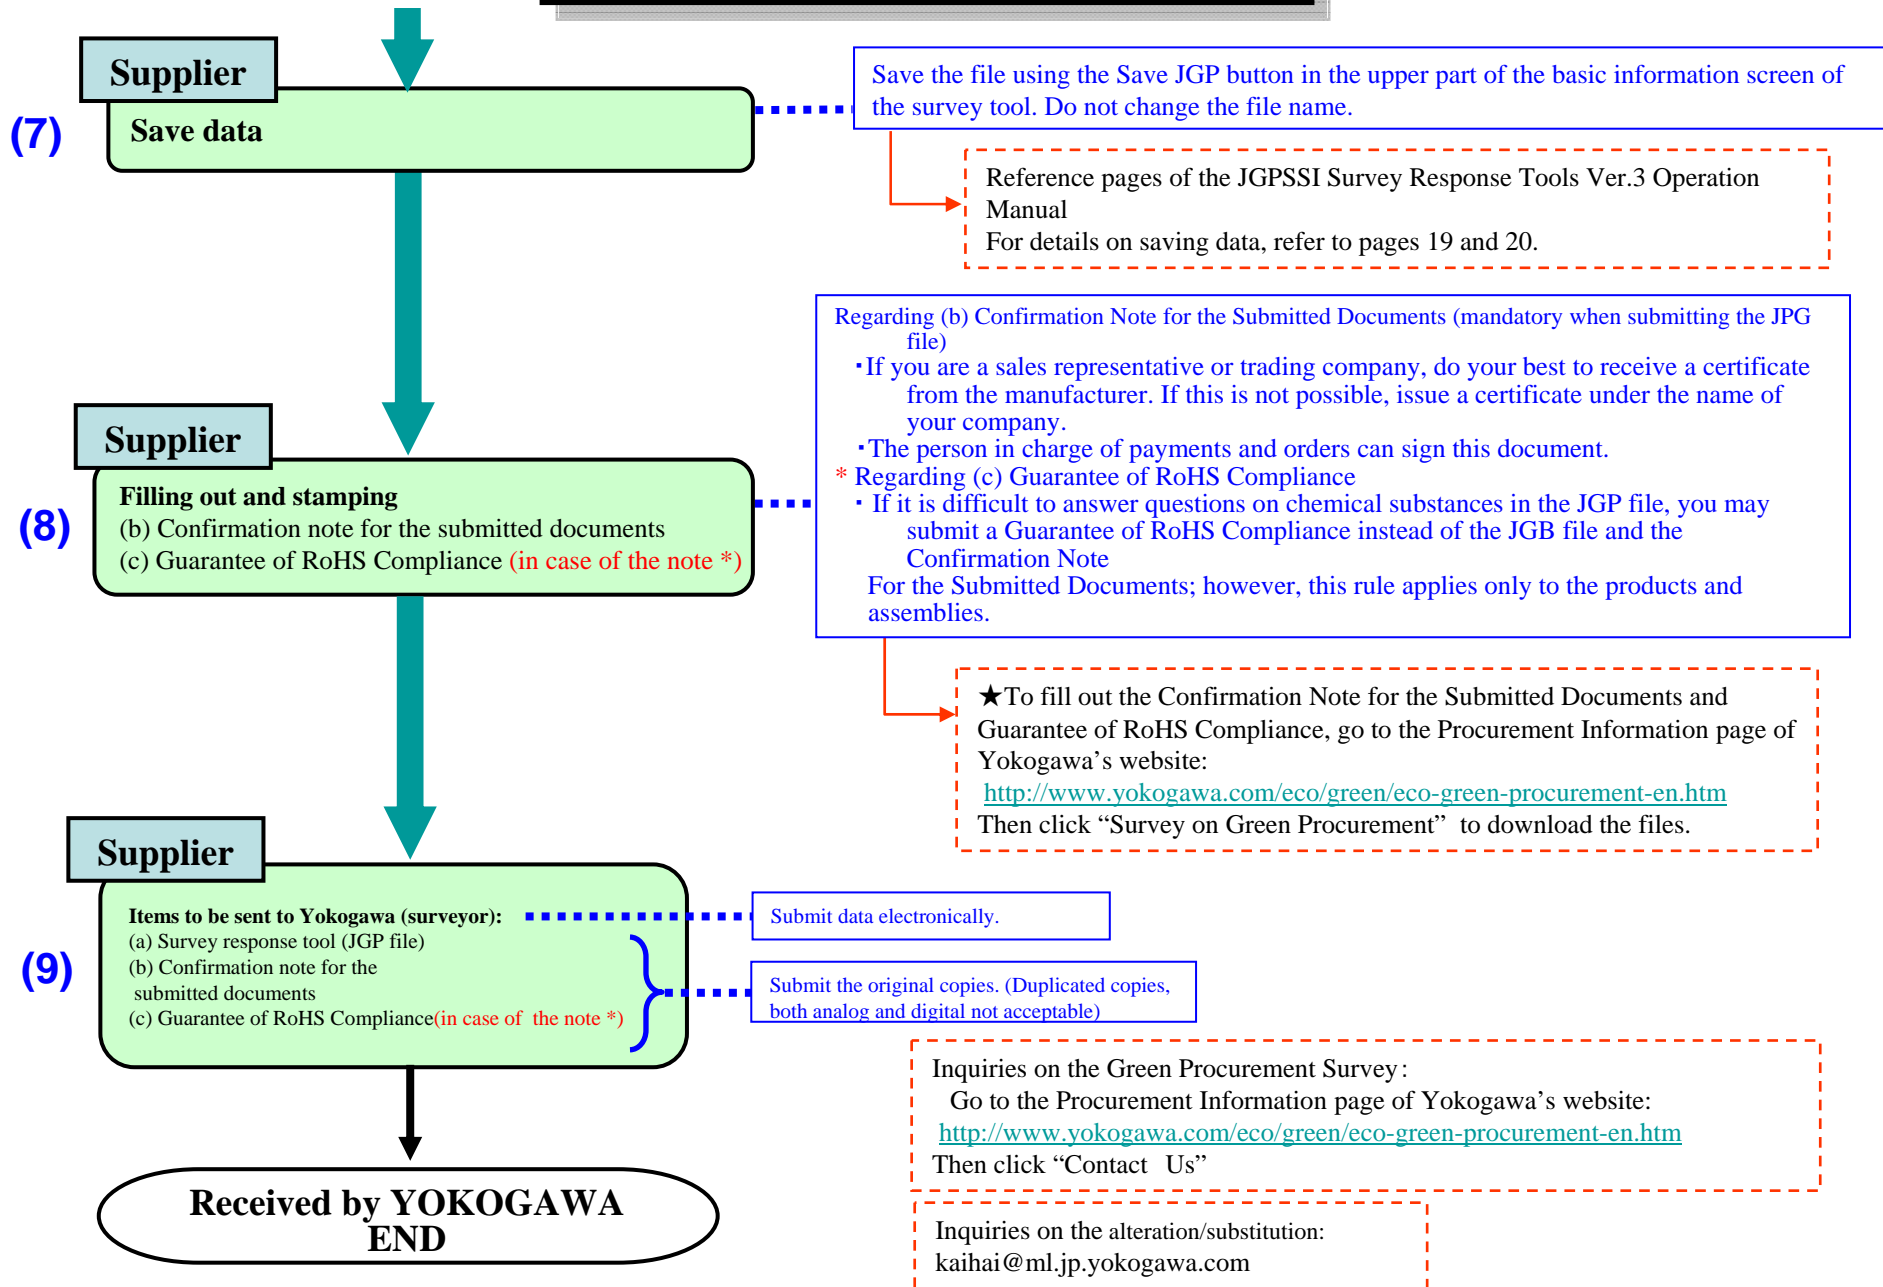 Supplier
(7)
Save data
Save the file using the Save JGP button in the upper part of the basic information screen of
the survey tool. Do not change the file name.
Reference pages of the JGPSSI Survey Response Tools Ver.3 Operation
Manual
For details on saving data, refer to pages 19 and 20.
Supplier
(8)
Filling out and stamping
(b) Confirmation note for the submitted documents
(c) Guarantee of RoHS Compliance (in case of the note *)
Regarding (b) Confirmation Note for the Submitted Documents (mandatory when submitting the JPG
file)
・If you are a sales representative or trading company, do your best to receive a certificate
from the manufacturer. If this is not possible, issue a certificate under the name of
your company.
・The person in charge of payments and orders can sign this document.
* Regarding (c) Guarantee of RoHS Compliance
・ If it is difficult to answer questions on chemical substances in the JGP file, you may
submit a Guarantee of RoHS Compliance instead of the JGB file and the
Confirmation Note
For the Submitted Documents; however, this rule applies only to the products and
assemblies.
★To fill out the Confirmation Note for the Submitted Documents and
Guarantee of RoHS Compliance, go to the Procurement Information page of
Yokogawa’s website:
http://www.yokogawa.com/eco/green/eco-green-procurement-en.htm
Then click “Survey on Green Procurement” to download the files.
Supplier
(9)
Items to be sent to Yokogawa (surveyor):
(a) Survey response tool (JGP file)
(b) Confirmation note for the
submitted documents
(c) Guarantee of RoHS Compliance(in case of the note *)
Submit data electronically.
Submit the original copies. (Duplicated copies,
both analog and digital not acceptable)
Inquiries on the Green Procurement Survey:
Go to the Procurement Information page of Yokogawa’s website:
http://www.yokogawa.com/eco/green/eco-green-procurement-en.htm
Then click “Contact Us”
Received by YOKOGAWA
END
Inquiries on the alteration/substitution:
kaihai@ml.jp.yokogawa.com